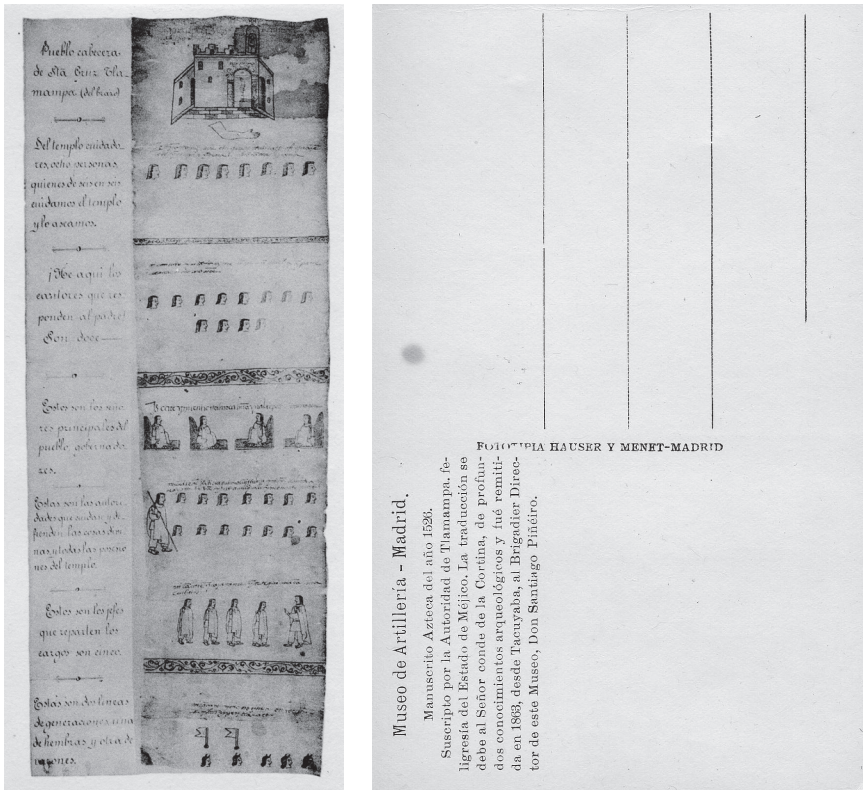 Pueblo cabecera
de Sta Cruz Tla-
mampa (del brazo)
Del templo cuidado-
res, ocho personas,
quienes de seis en seis
cuidamos el templo
y lo aseamos.
¡He aquí los
cantores que res-
ponden al padre!
Son doce
Estos son los seño-
res principales del
pueblo, gobernado-
res.
Estas son las autori-
dades que cuidan y de-
fienden las cosas divi-
nas, y todas las posesio-
nes del templo.
Estos son los jefes
que reparten los
cargos son cinco.
Estas son dos lineas
de generaciones, una
de hembras y otra de
varones.
FOTOTIPIA HAUSER Y MENET-MADRID
Museo de Artillería - Madrid.
Manuscrito Azteca del año 1526.
Suscripto por la Autoridad de Tlamampa, fe-
ligresía del Estado de Méjico. La traducción se
debe al Señor conde de la Cortina, de profun-
dos conocimientos arqueológicos y fué remiti-
da en 1863, desde Tacuyaba, al Brigadier Direc-
tor de este Museo, Don Santiago Piñéiro.